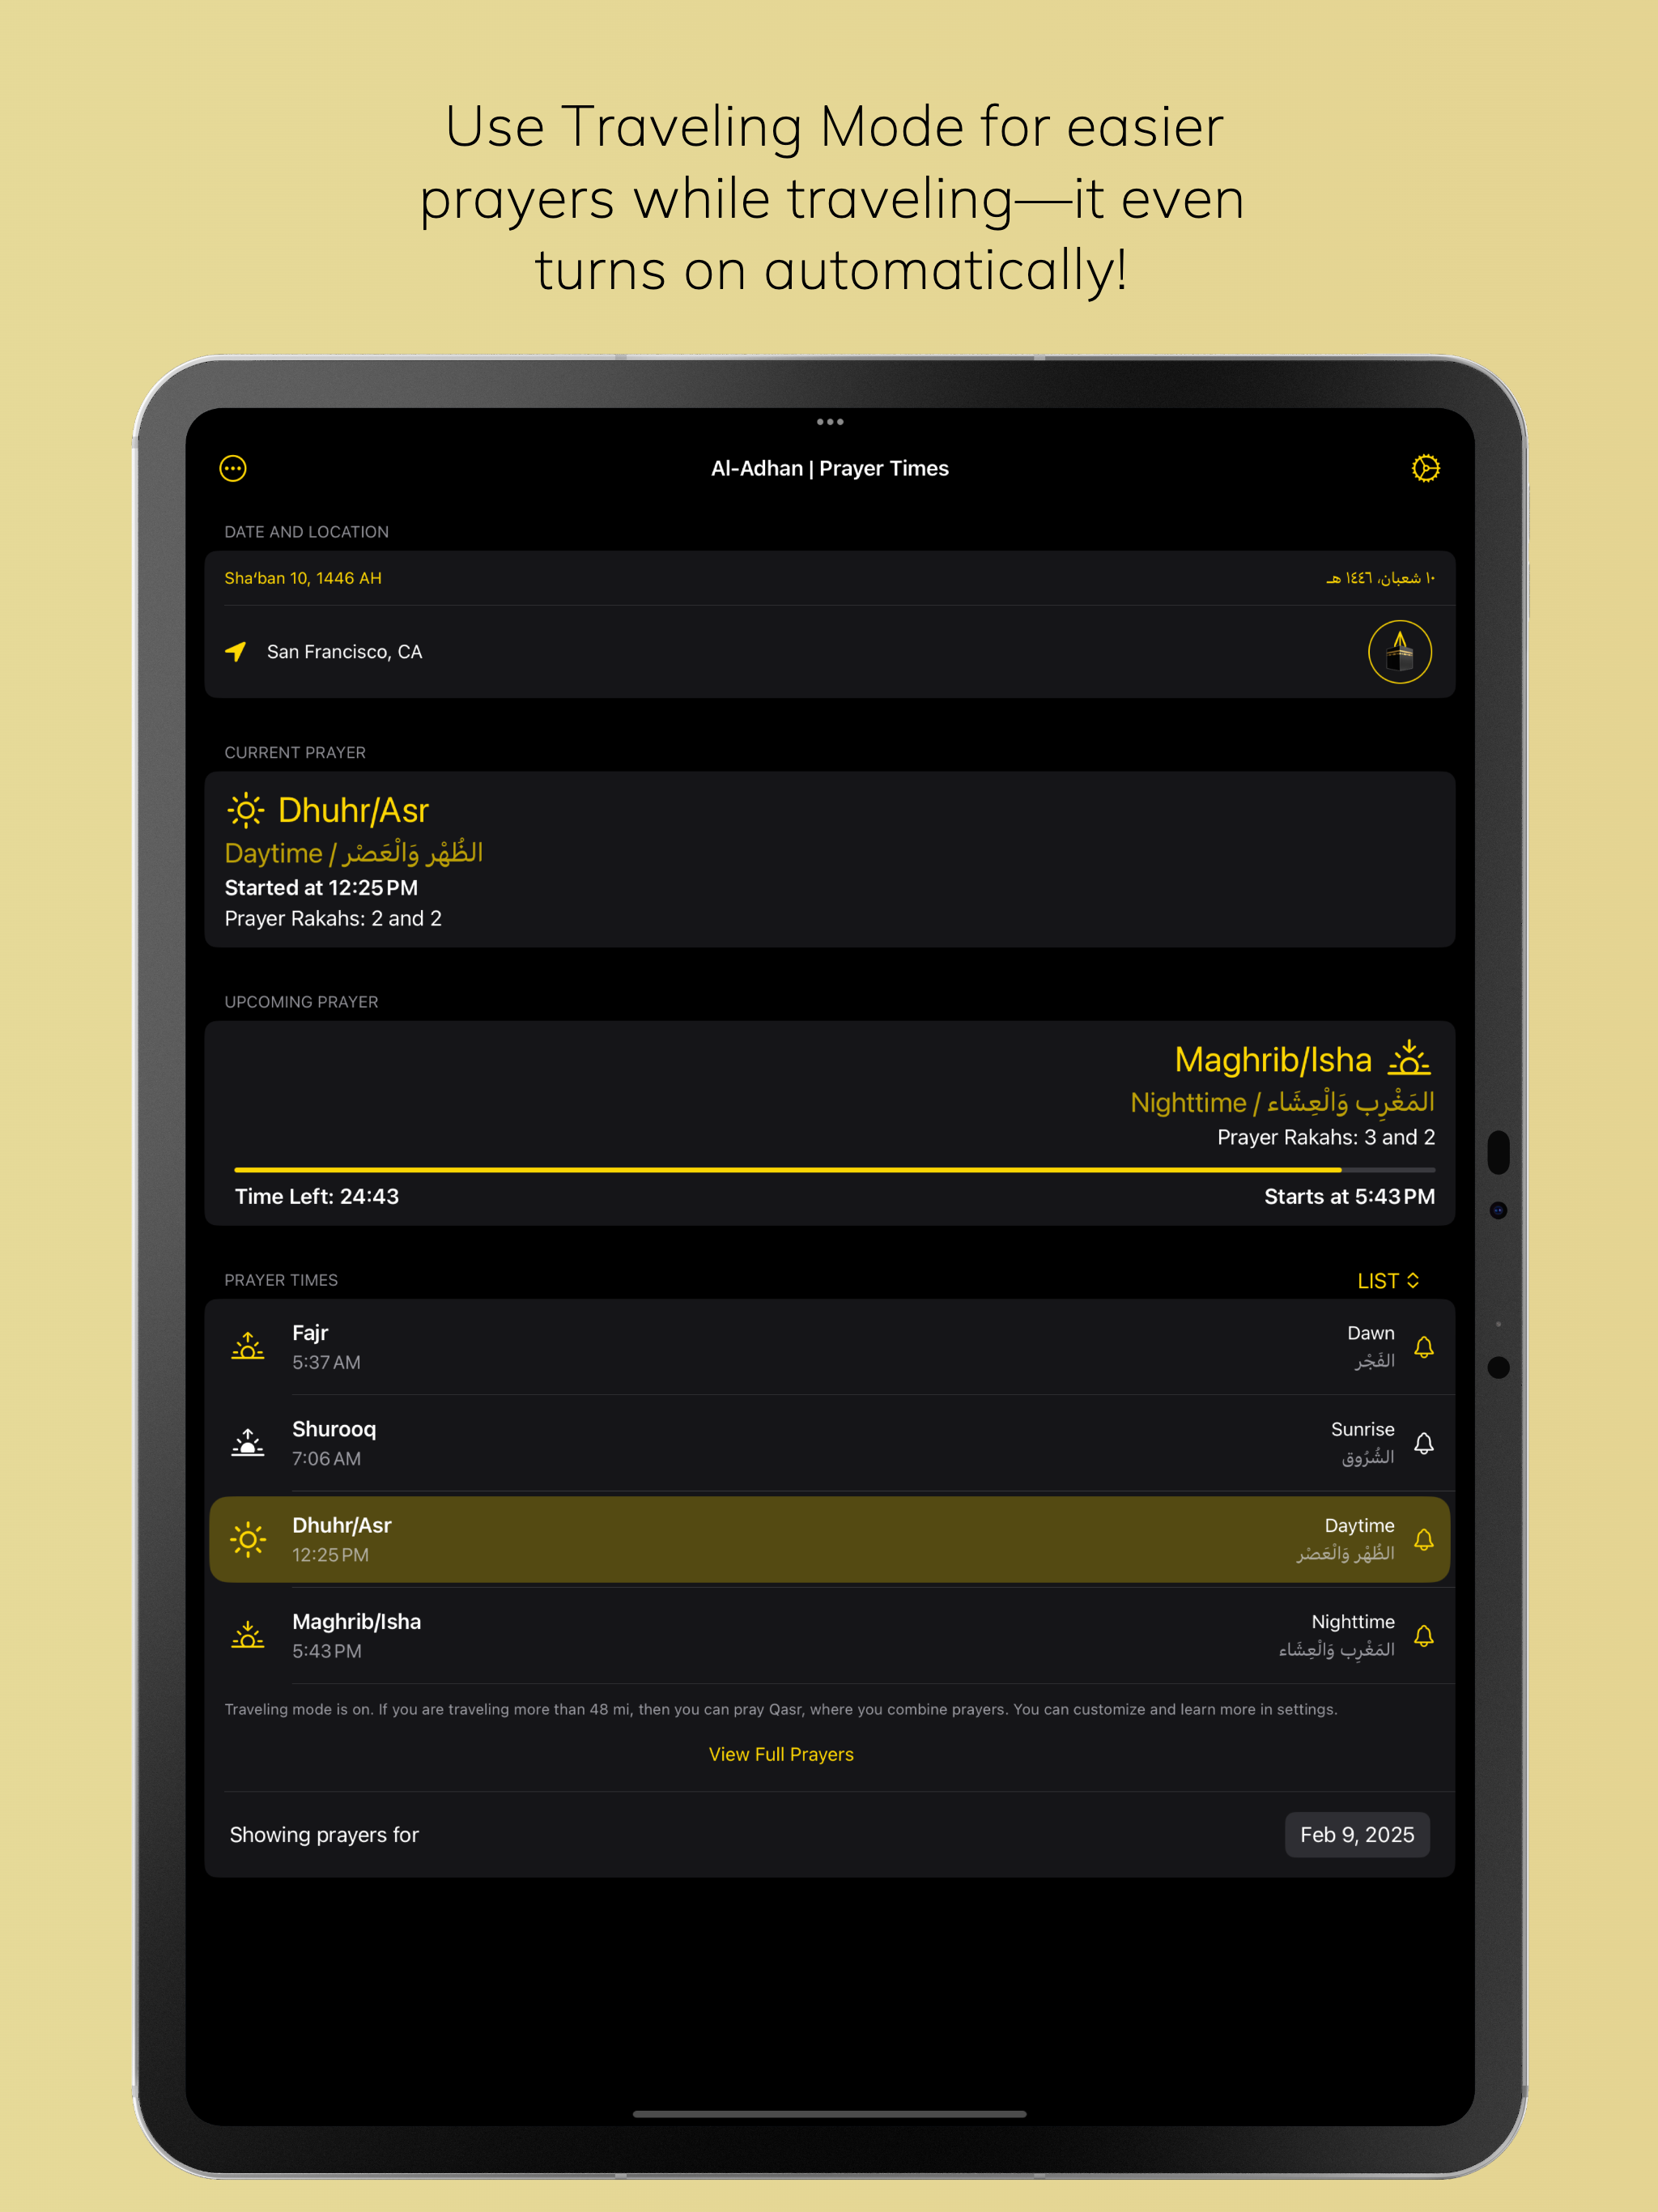 Use Traveling Mode for easier
prayers while traveling—it even
turns on automatically!
Al-Adhan | Prayer Times
DATE AND LOCATION
Shaʻban 10, 1446 AH
١٠ شعبان، ١٤٤٦ هـ
San Francisco, CA
CURRENT PRAYER
Dhuhr/Asr
Daytime / الظُهْر وَالْعَصْر
Started at 12:25 PM
Prayer Rakahs: 2 and 2
UPCOMING PRAYER
Maghrib/Isha
Nighttime / المَغْرِب وَالْعِشَاء
Prayer Rakahs: 3 and 2
Time Left: 24:43
Starts at 5:43 PM
PRAYER TIMES
LIST
Fajr
Dawn
5:37 AM
الفَجْر
Shurooq
Sunrise
7:06 AM
الشُرُوق
Dhuhr/Asr
Daytime
12:25 PM
الظُهْر وَالْعَصْر
Maghrib/Isha
Nighttime
5:43 PM
المَغْرِب وَالْعِشَاء
Traveling mode is on. If you are traveling more than 48 mi, then you can pray Qasr, where you combine prayers. You can customize and learn more in settings.
View Full Prayers
Showing prayers for
Feb 9, 2025